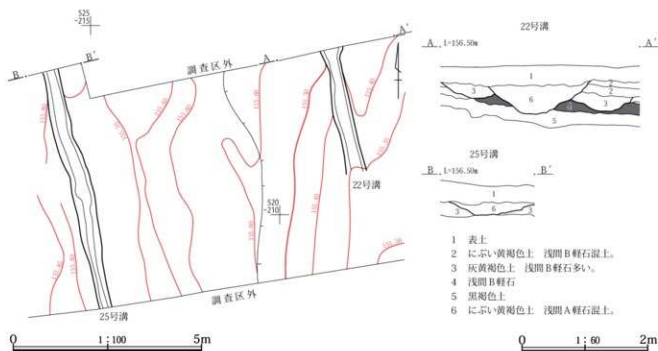 525
-215
B
B'
A
A'
調査区外
22号溝
520
-210
調査区外
25号溝
0 1:100 5m
22号溝
A L=156.50m A'
1
2
2
3
3
6
4
5
25号溝
B L=156.50m B'
1
3
6
3
1 表土
2 にぶい黄褐色土 浅間B軽石混土。
3 灰黄褐色土 浅間B軽石多い。
4 浅間B軽石
5 黒褐色土
6 にぶい黄褐色土 浅間A軽石混土。
0 1:60 2m